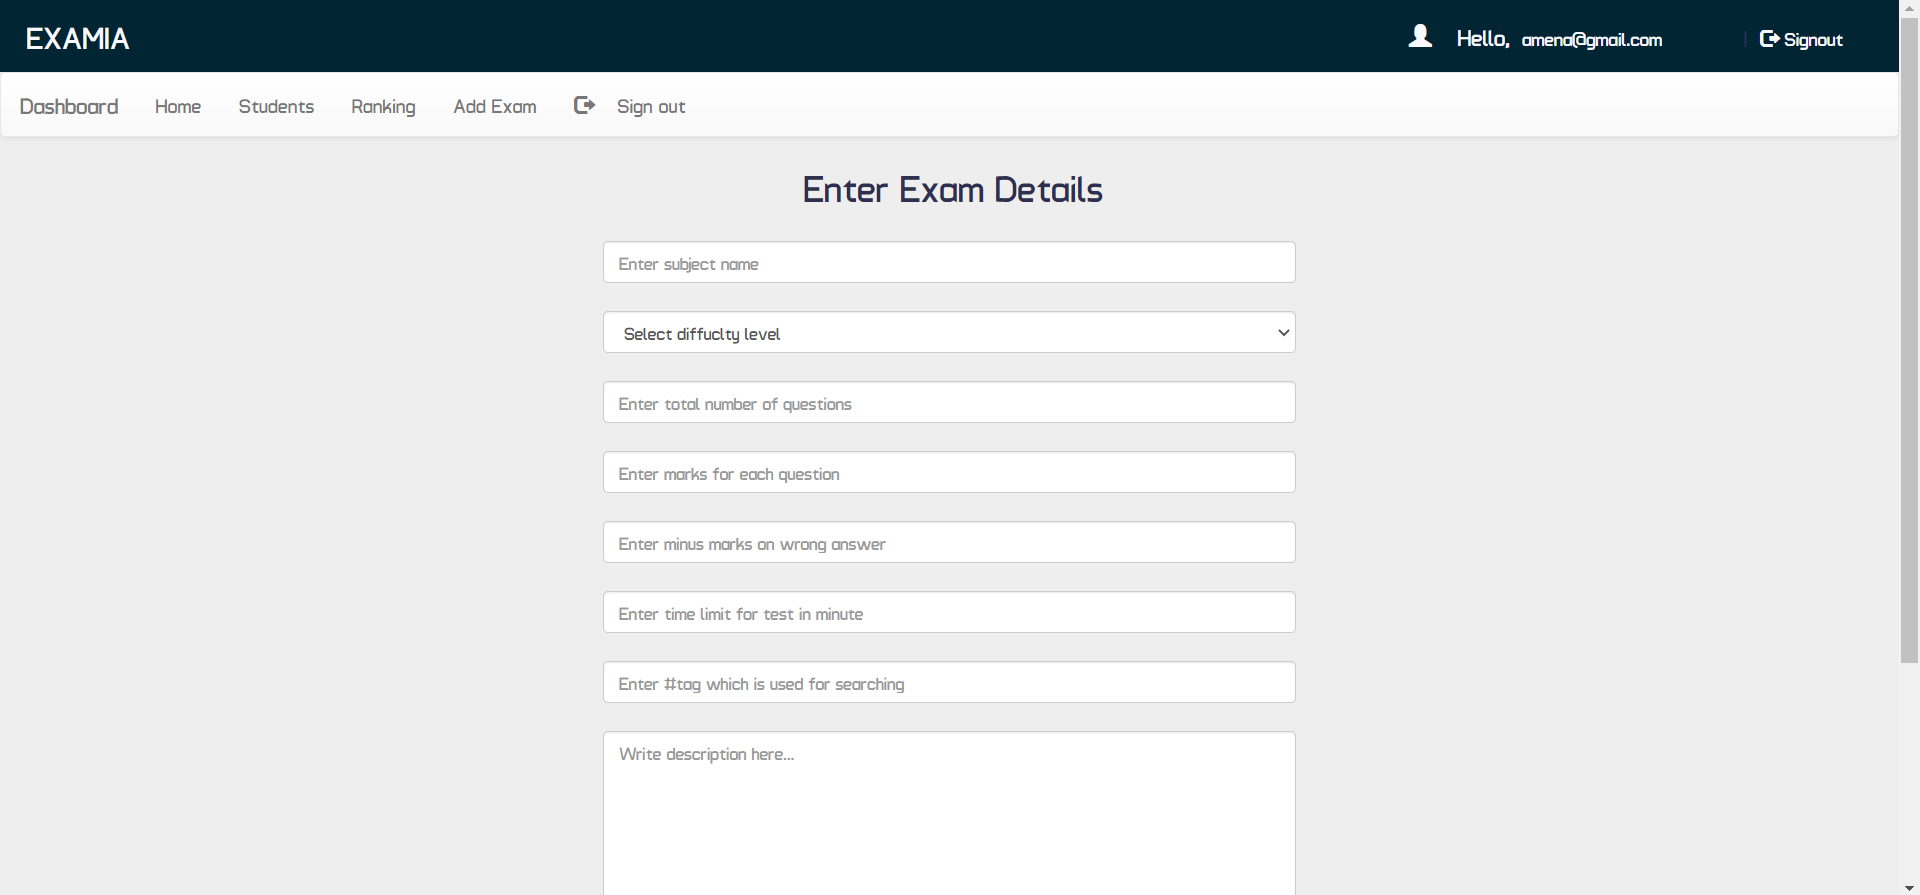 EXAMIA
Hello, amena@gmail.com | Signout
Dashboard Home Students Ranking Add Exam Sign out
Enter Exam Details
Enter subject name
Select diffuclty level
Enter total number of questions
Enter marks for each question
Enter minus marks on wrong answer
Enter time limit for test in minute
Enter #tag which is used for searching
Write description here...